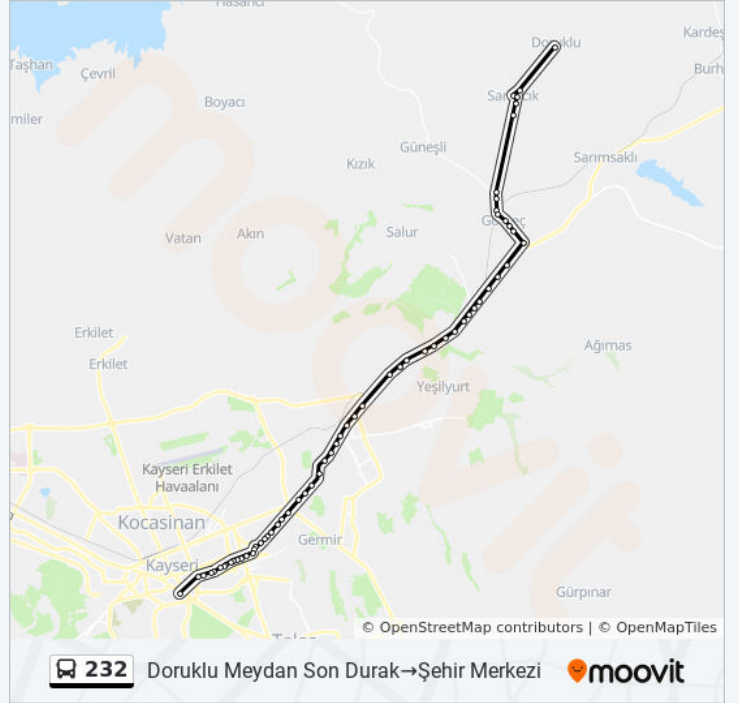 Hasancı
Doruklu
Kardeş
Taşhan
Çevril
Burh
Boyacı
miler
Güneşli
Kızık
Sarımsaklı
Vatan
Akın
Salur
Erkilet
Erkilet
Ağırnas
Yeşilyurt
Kayseri Erkilet
Havaalanı
Kocasinan
Germir
Kayseri
Gürpınar
© OpenStreetMap contributors | © OpenMapTiles
232 Doruklu Meydan Son Durak→Şehir Merkezi moovit
moovit